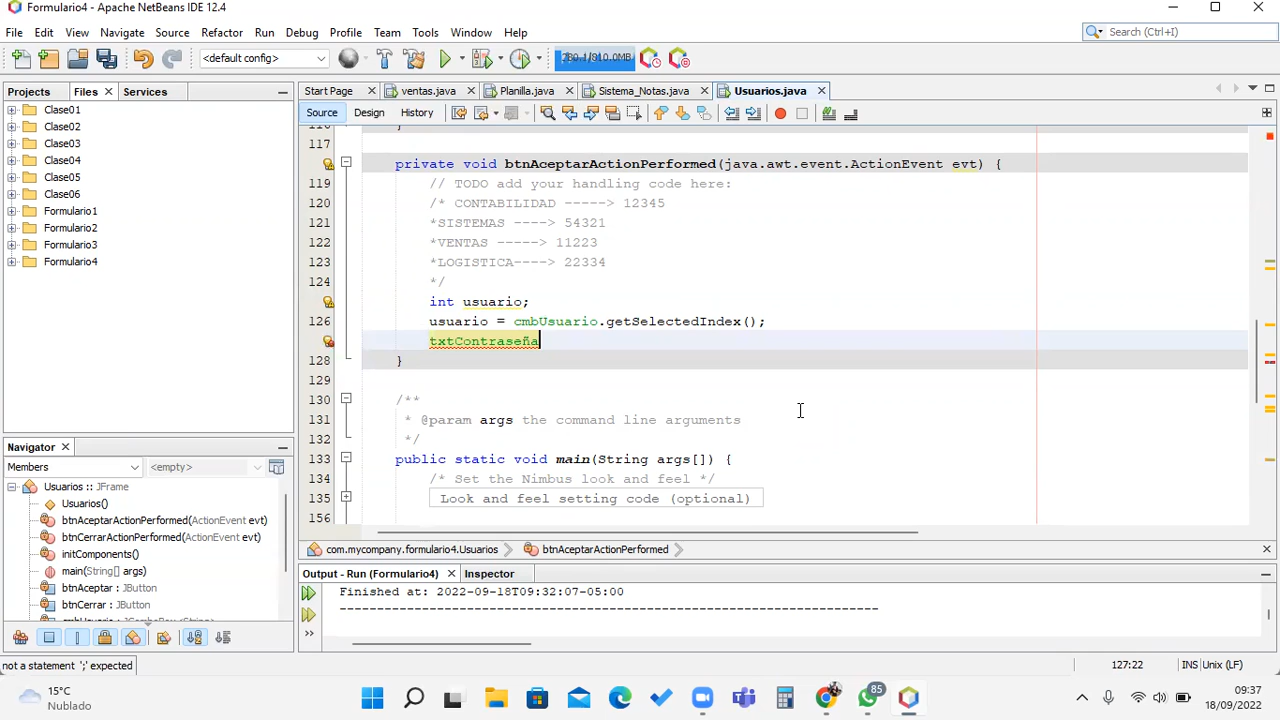 Formulario4 - Apache NetBeans IDE 12.4
File Edit View Navigate Source Refactor Run Debug Profile Team Tools Window Help
Search (Ctrl+I)
<default config>
280.1/910.0MB
Projects Files Services
Start Page ventas.java Planilla.java Sistema_Notas.java Usuarios.java
Source Design History
Clase01
Clase02
Clase03
Clase04
Clase05
Clase06
Formulario1
Formulario2
Formulario3
Formulario4
116 }
117
private void btnAceptarActionPerformed(java.awt.event.ActionEvent evt) {
119 // TODO add your handling code here:
120 /* CONTABILIDAD -----> 12345
121 *SISTEMAS ----> 54321
122 *VENTAS -----> 11223
123 *LOGISTICA----> 22334
124 */
int usuario;
126 usuario = cmbUsuario.getSelectedIndex();
txtContraseña
128 }
129
130 /**
131 * @param args the command line arguments
132 */
133 public static void main(String args[]) {
134 /* Set the Nimbus look and feel */
135 Look and feel setting code (optional)
156
Navigator
Members <empty>
Usuarios :: JFrame
Usuarios()
btnAceptarActionPerformed(ActionEvent evt)
btnCerrarActionPerformed(ActionEvent evt)
initComponents()
main(String[] args)
btnAceptar : JButton
btnCerrar : JButton
cmbUsuario : JComboBox<String>
com.mycompany.formulario4.Usuarios btnAceptarActionPerformed
Output - Run (Formulario4) Inspector
Finished at: 2022-09-18T09:32:07-05:00
------------------------------------------------------------------------
not a statement ';' expected
127:22 INS Unix (LF)
15°C
Nublado
85
09:37
18/09/2022